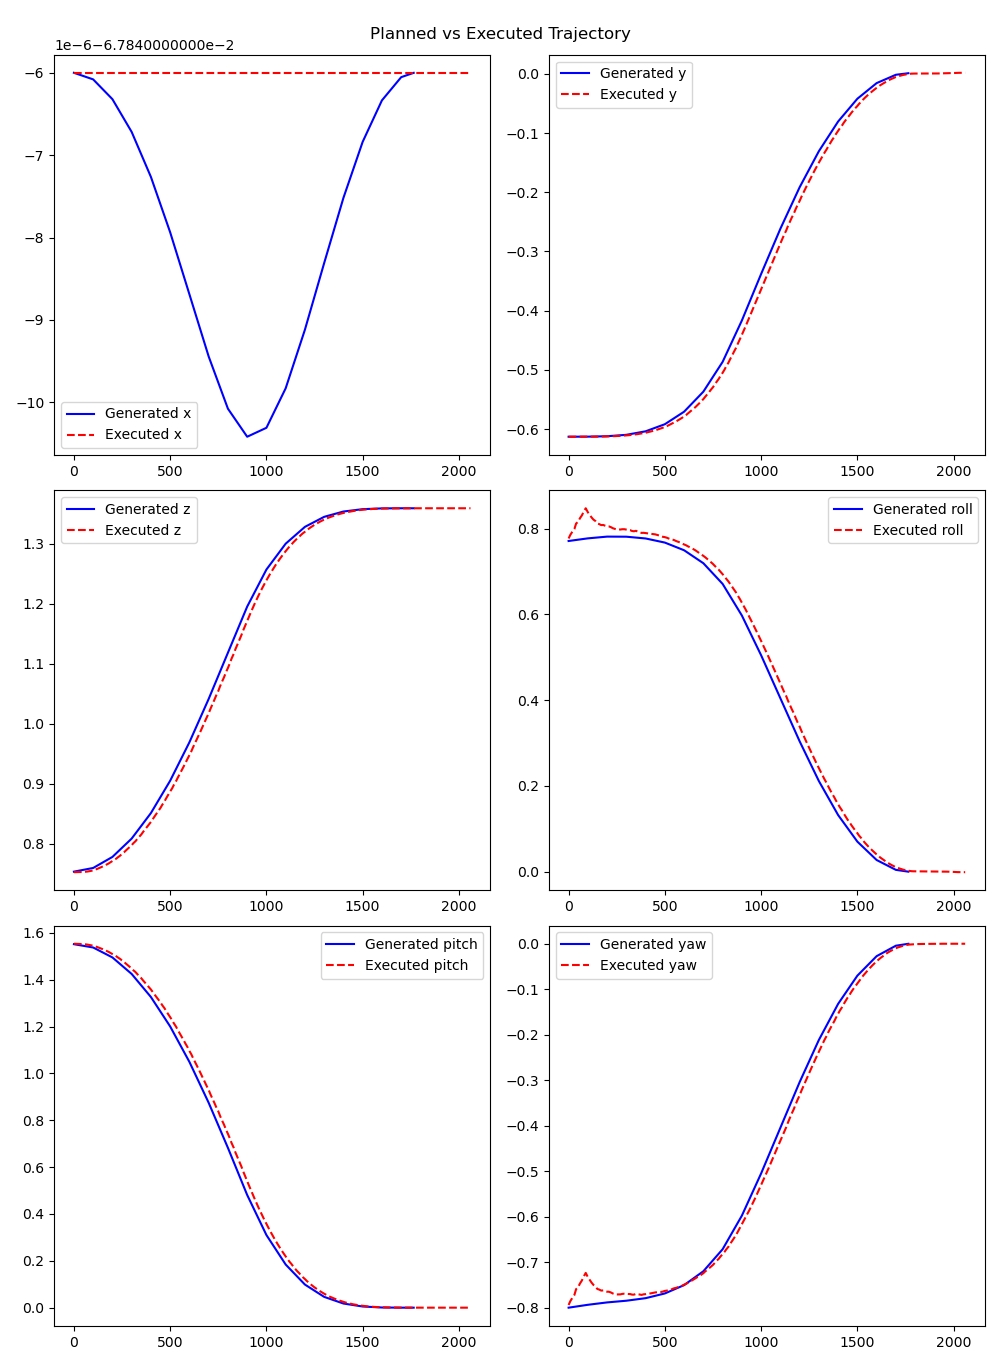 Planned vs Executed Trajectory
1e−6−6.7840000000e−2
−6
−7
−8
−9
−10
Generated x
Executed x
0 500 1000 1500 2000
0.0
−0.1
−0.2
−0.3
−0.4
−0.5
−0.6
Generated y
Executed y
0 500 1000 1500 2000
1.3
1.2
1.1
1.0
0.9
0.8
Generated z
Executed z
0 500 1000 1500 2000
0.8
0.6
0.4
0.2
0.0
Generated roll
Executed roll
0 500 1000 1500 2000
1.6
1.4
1.2
1.0
0.8
0.6
0.4
0.2
0.0
Generated pitch
Executed pitch
0 500 1000 1500 2000
0.0
−0.1
−0.2
−0.3
−0.4
−0.5
−0.6
−0.7
−0.8
Generated yaw
Executed yaw
0 500 1000 1500 2000